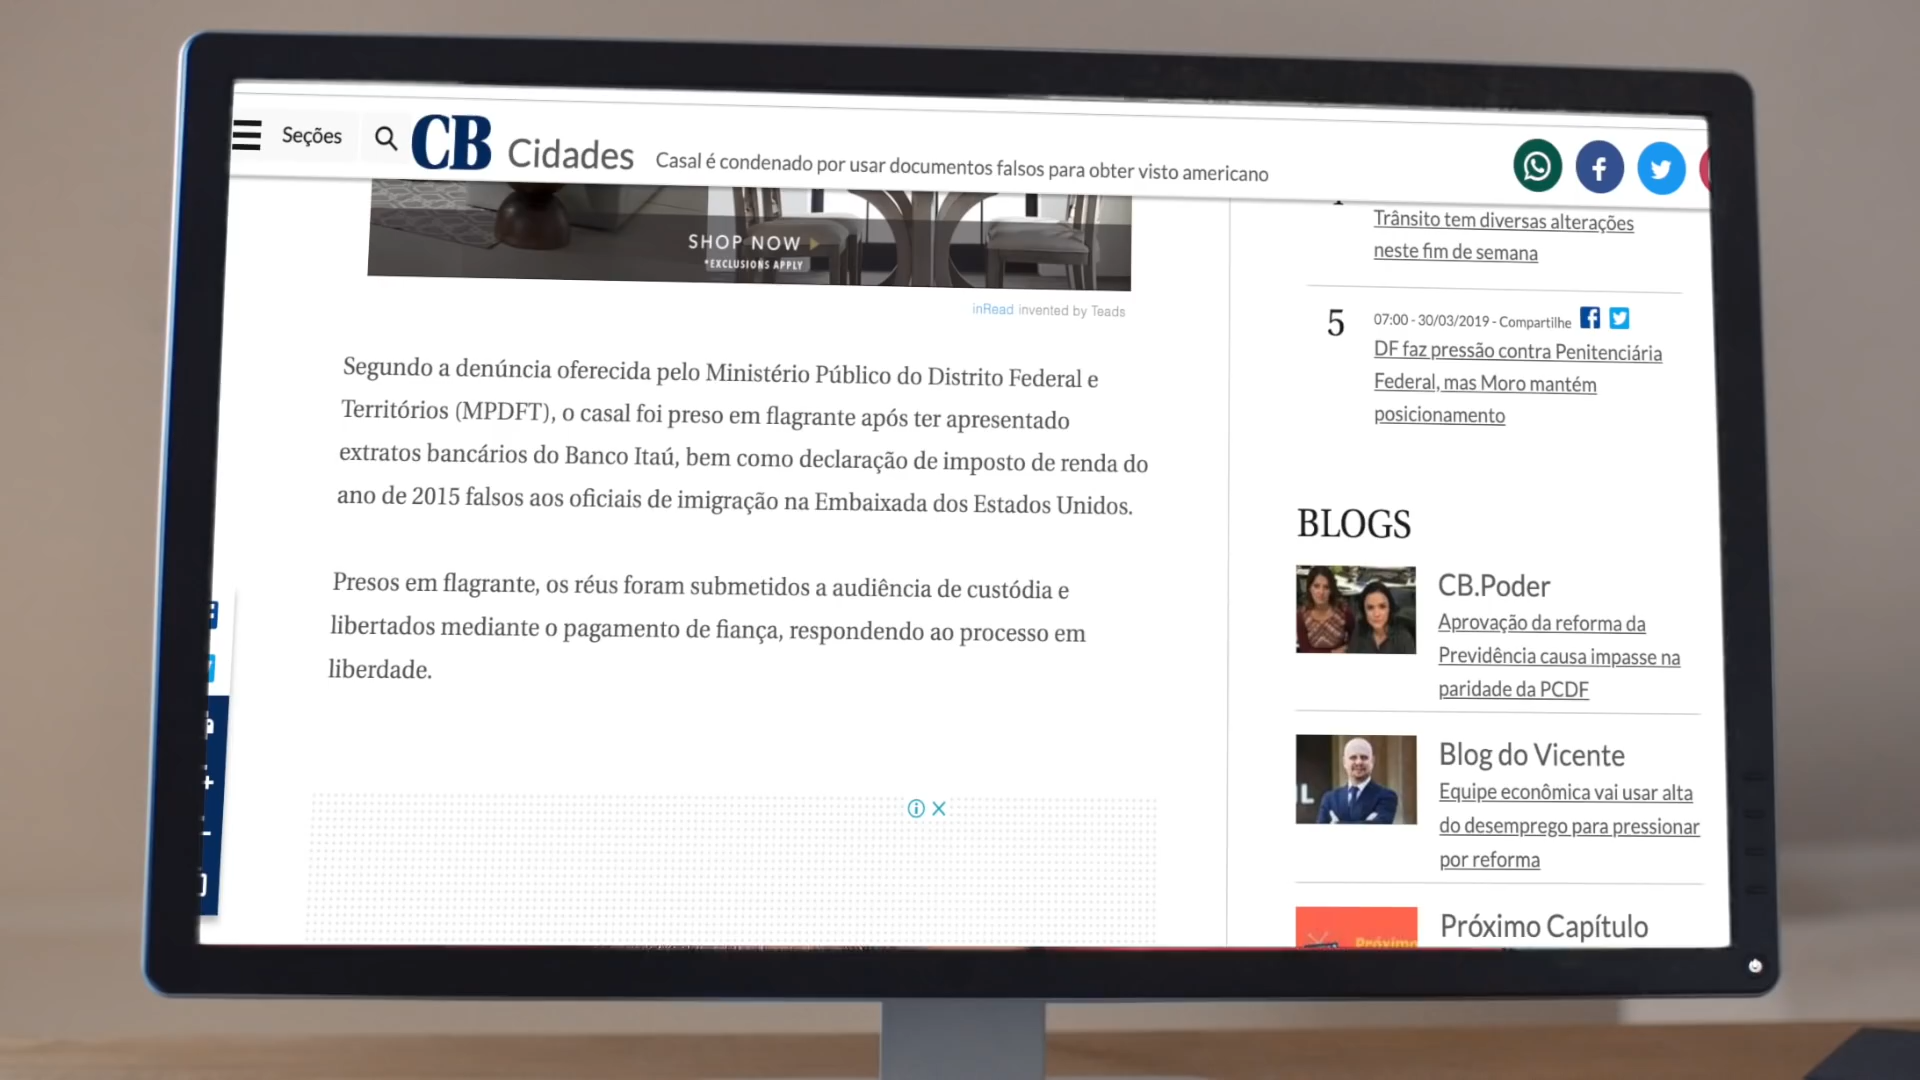 Seções
CB Cidades
Casal é condenado por usar documentos falsos para obter visto americano
SHOP NOW
*EXCLUSIONS APPLY
inRead invented by Teads
Segundo a denúncia oferecida pelo Ministério Público do Distrito Federal e
Territórios (MPDFT), o casal foi preso em flagrante após ter apresentado
extratos bancários do Banco Itaú, bem como declaração de imposto de renda do
ano de 2015 falsos aos oficiais de imigração na Embaixada dos Estados Unidos.
Presos em flagrante, os réus foram submetidos a audiência de custódia e
libertados mediante o pagamento de fiança, respondendo ao processo em
liberdade.
Trânsito tem diversas alterações
neste fim de semana
5
07:00 - 30/03/2019 - Compartilhe
DF faz pressão contra Penitenciária
Federal, mas Moro mantém
posicionamento
BLOGS
CB.Poder
Aprovação da reforma da
Previdência causa impasse na
paridade da PCDF
Blog do Vicente
Equipe econômica vai usar alta
do desemprego para pressionar
por reforma
Próximo Capítulo
Próximo